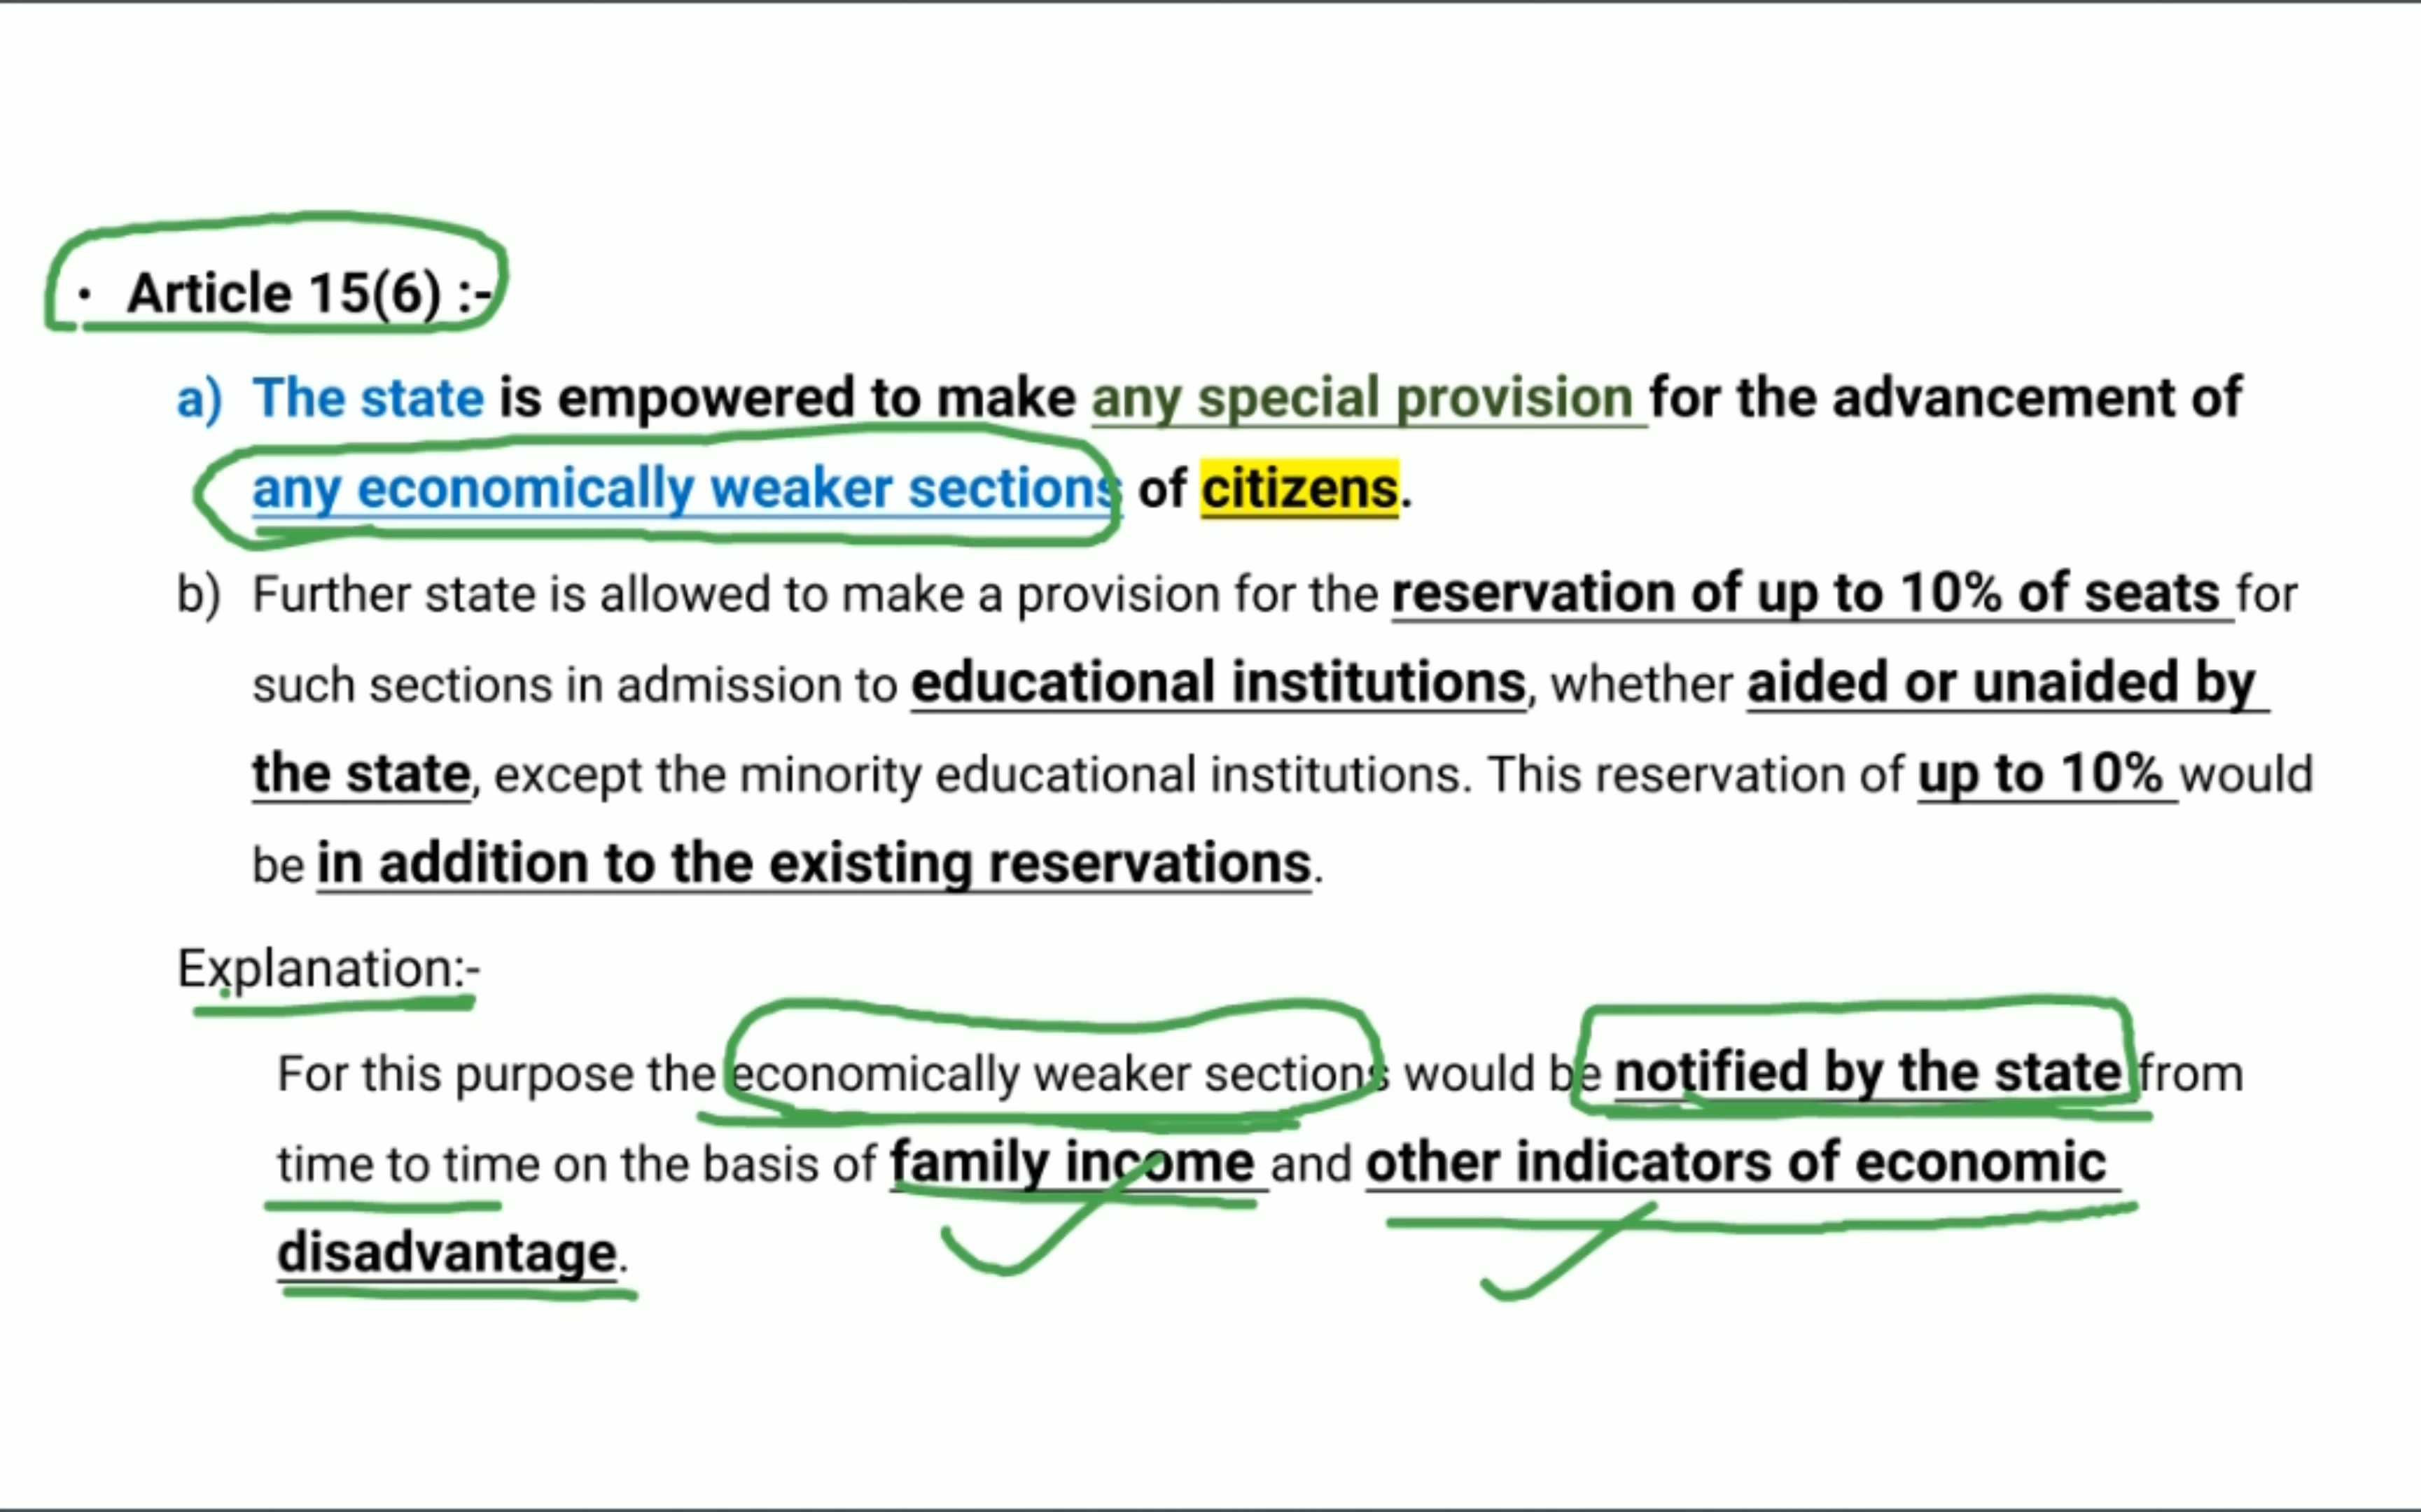 • Article 15(6) :-
a) The state is empowered to make any special provision for the advancement of
any economically weaker sections of citizens.
b) Further state is allowed to make a provision for the reservation of up to 10% of seats for
such sections in admission to educational institutions, whether aided or unaided by
the state, except the minority educational institutions. This reservation of up to 10% would
be in addition to the existing reservations.
Explanation:-
For this purpose the economically weaker sections would be notified by the state from
time to time on the basis of family income and other indicators of economic
disadvantage.